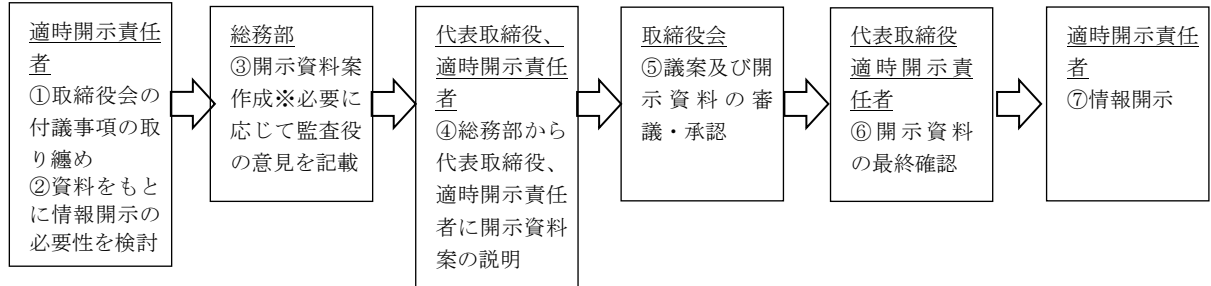 適時開示責任
者
①取締役会の
付議事項の取
り纏め
②資料をもと
に情報開示の
必要性を検討
総務部
③開示資料案
作成※必要に
応じて監査役
の意見を記載
代表取締役、
適時開示責任
者
④総務部から
代表取締役、
適時開示責任
者に開示資料
案の説明
取締役会
⑤議案及び開
示資料の審
議・承認
代表取締役
適時開示責
任者
⑥開示資料
の最終確認
適時開示責任
者
⑦情報開示